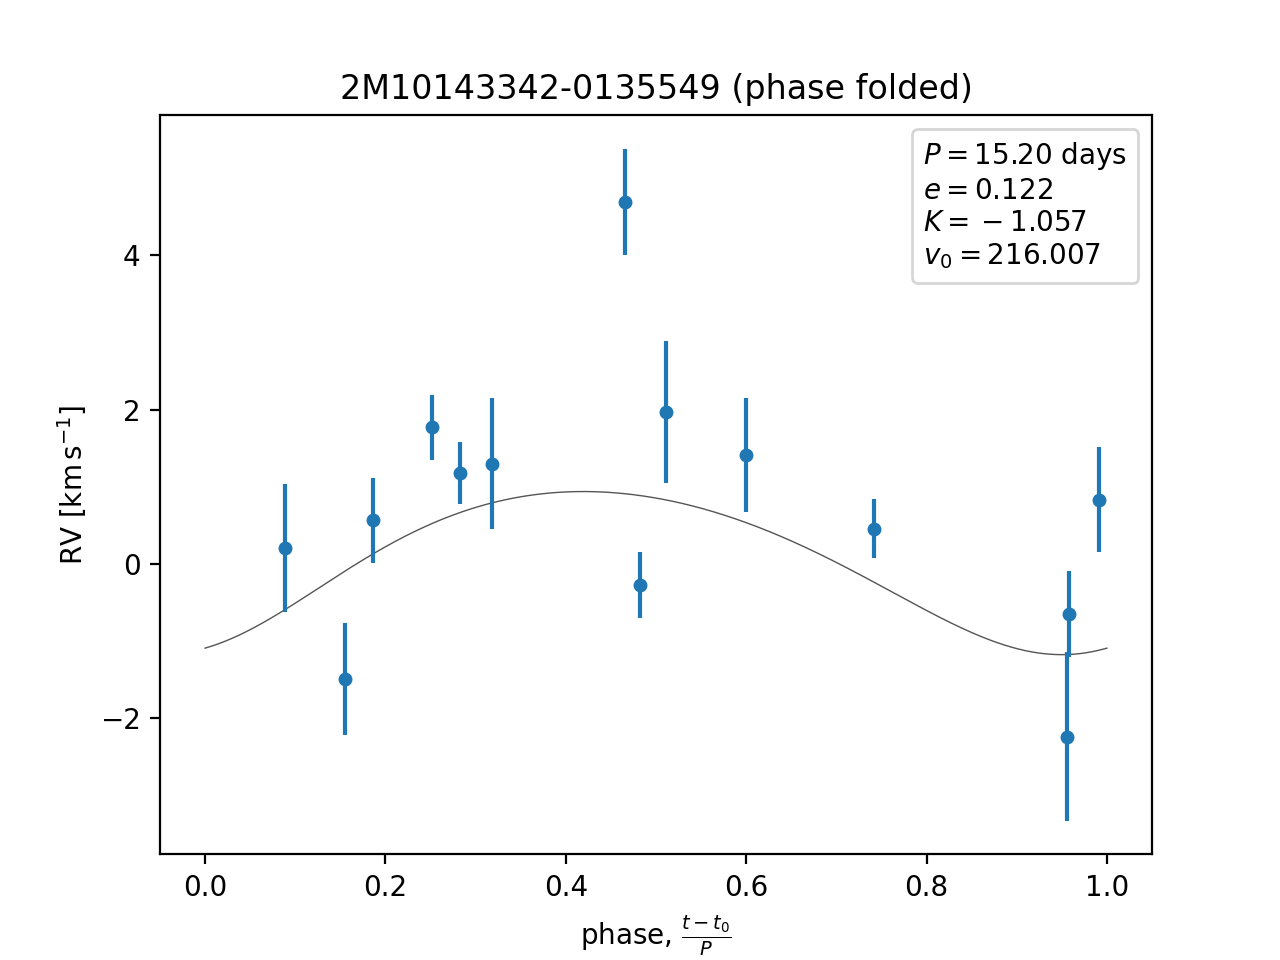 2M10143342-0135549 (phase folded)
P = 15.20 days
e = 0.122
K = −1.057
v₀ = 216.007
RV [km s⁻¹]
4
2
0
−2
0.0 0.2 0.4 0.6 0.8 1.0
phase, (t − t₀)/P